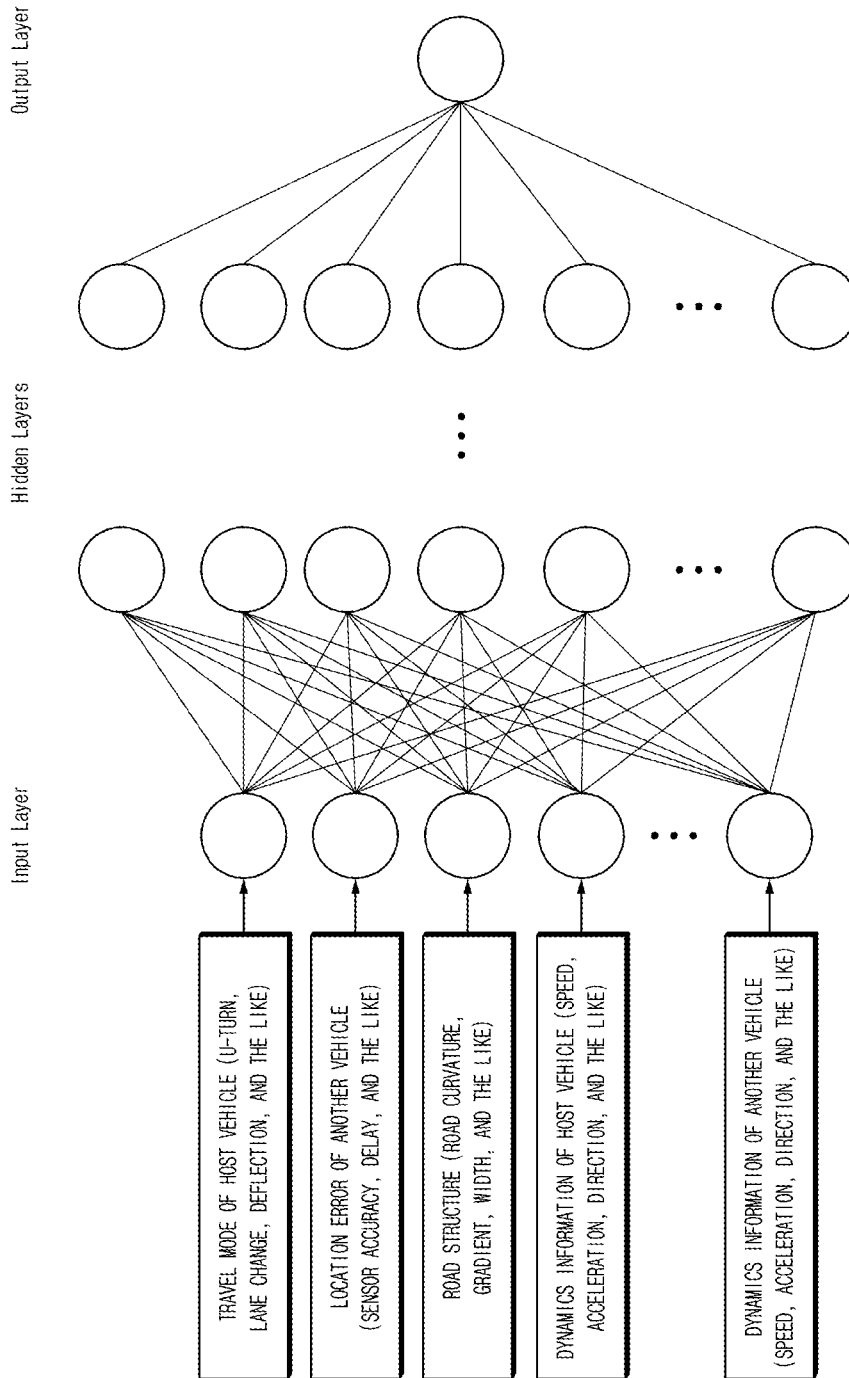 Input Layer
Hidden Layers
Output Layer
TRAVEL MODE OF HOST VEHICLE (U-TURN,
LANE CHANGE, DEFLECTION, AND THE LIKE)
LOCATION ERROR OF ANOTHER VEHICLE
(SENSOR ACCURACY, DELAY, AND THE LIKE)
ROAD STRUCTURE (ROAD CURVATURE,
GRADIENT, WIDTH, AND THE LIKE)
DYNAMICS INFORMATION OF HOST VEHICLE (SPEED,
ACCELERATION, DIRECTION, AND THE LIKE)
DYNAMICS INFORMATION OF ANOTHER VEHICLE
(SPEED, ACCELERATION, DIRECTION, AND THE LIKE)